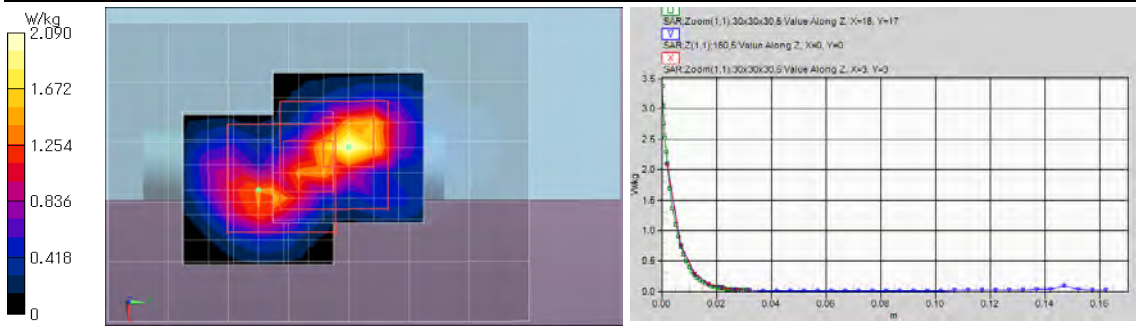 W/kg
2.090
1.672
1.254
0.836
0.418
0
U
SAR:Zoom(1,1):30x30x30,5 Value Along Z, X=18, Y=17
V
SAR:Z(1,1):160,5 Value Along Z, X=0, Y=0
X
SAR:Zoom(1,1):30x30x30,5 Value Along Z, X=3, Y=3
3.5
3.0
2.5
2.0
1.5
1.0
0.5
0.0
W/kg
0.00 0.02 0.04 0.06 0.08 0.10 0.12 0.14 0.16
m